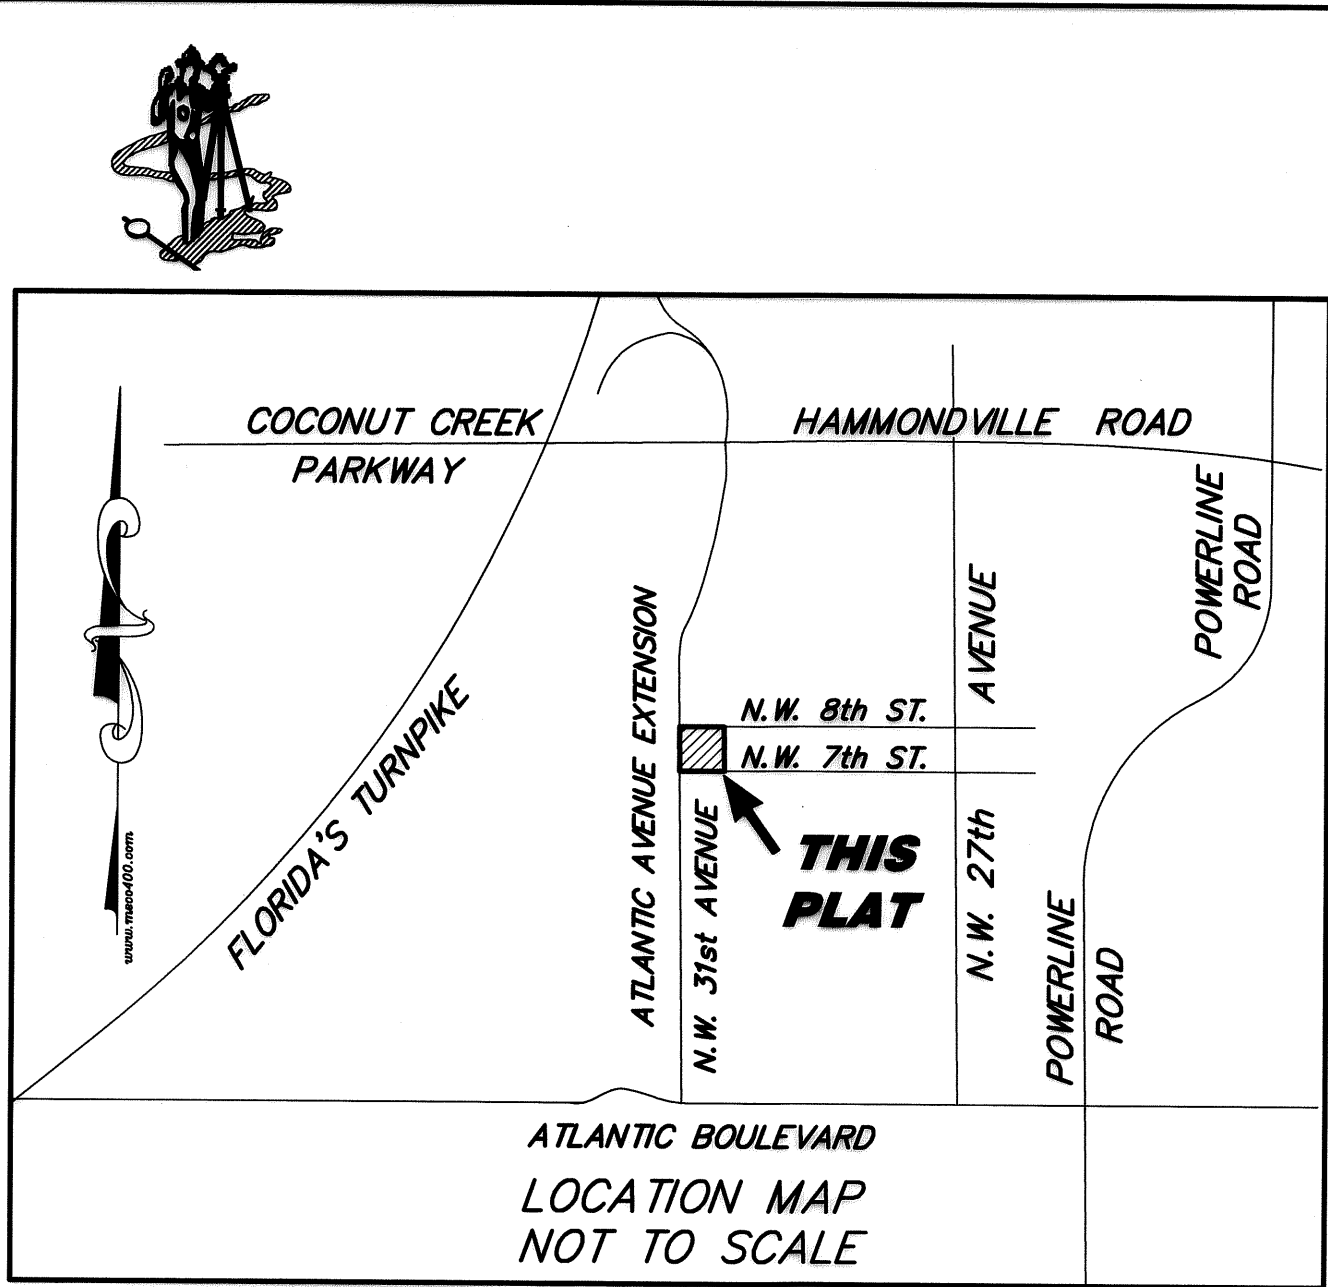 COCONUT CREEK
PARKWAY
HAMMONDVILLE ROAD
POWERLINE
ROAD
AVENUE
N.W. 27th
ATLANTIC AVENUE EXTENSION
N.W. 8th ST.
N.W. 7th ST.
FLORIDA'S TURNPIKE
N.W. 31st AVENUE
THIS
PLAT
www.meco400.com
POWERLINE
ROAD
ATLANTIC BOULEVARD
LOCATION MAP
NOT TO SCALE